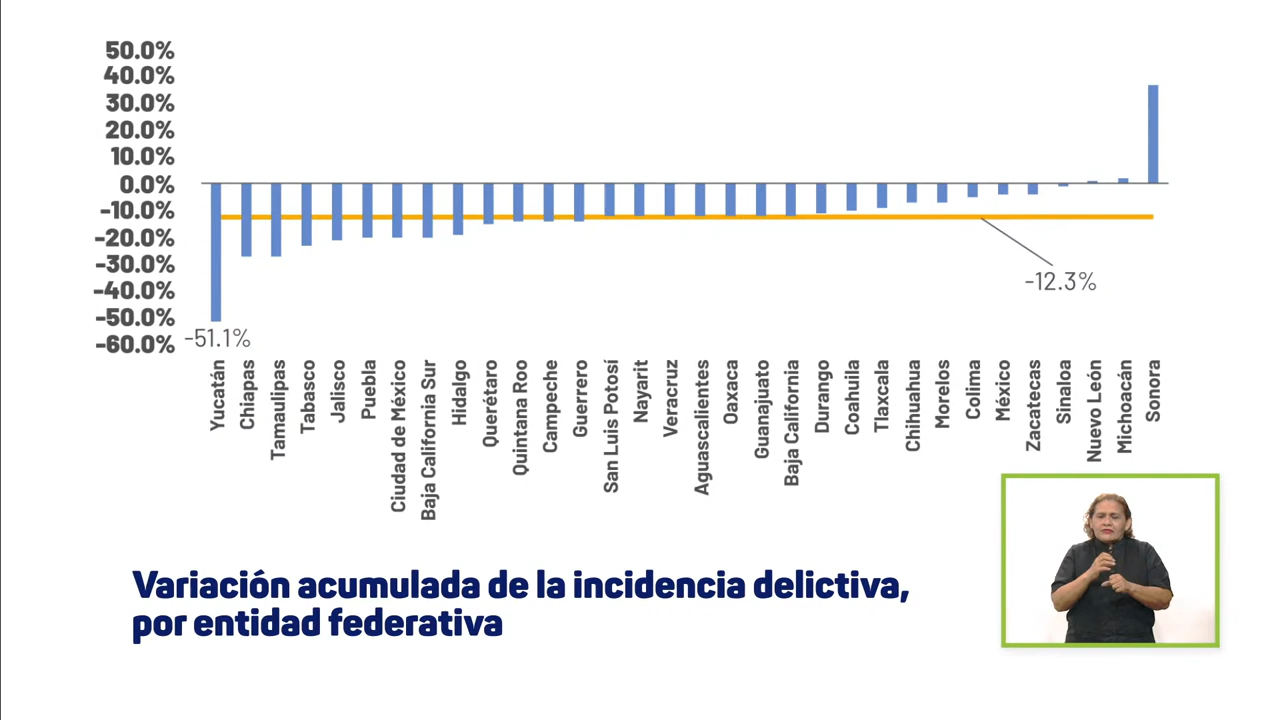 50.0%
40.0%
30.0%
20.0%
10.0%
0.0%
-10.0%
-20.0%
-30.0%
-40.0%
-50.0%
-60.0%
-51.1%
-12.3%
Yucatán
Chiapas
Tamaulipas
Tabasco
Jalisco
Puebla
Ciudad de México
Baja California Sur
Hidalgo
Querétaro
Quintana Roo
Campeche
Guerrero
San Luis Potosí
Nayarit
Veracruz
Aguascalientes
Oaxaca
Guanajuato
Baja California
Durango
Coahuila
Tlaxcala
Chihuahua
Morelos
Colima
México
Zacatecas
Sinaloa
Nuevo León
Michoacán
Sonora
Variación acumulada de la incidencia delictiva,
por entidad federativa